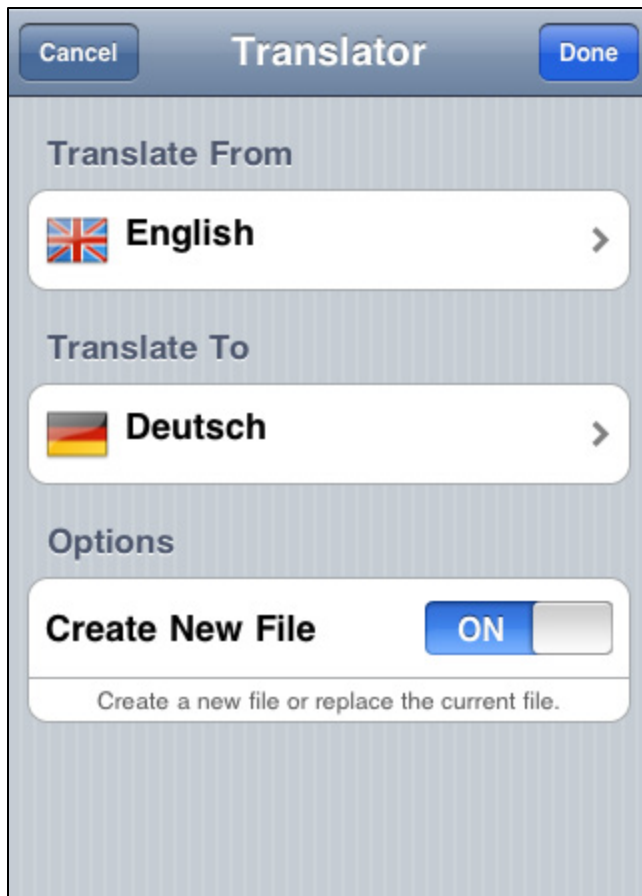 Cancel
Translator
Done
Translate From
English
Translate To
Deutsch
Options
Create New File
ON
Create a new file or replace the current file.